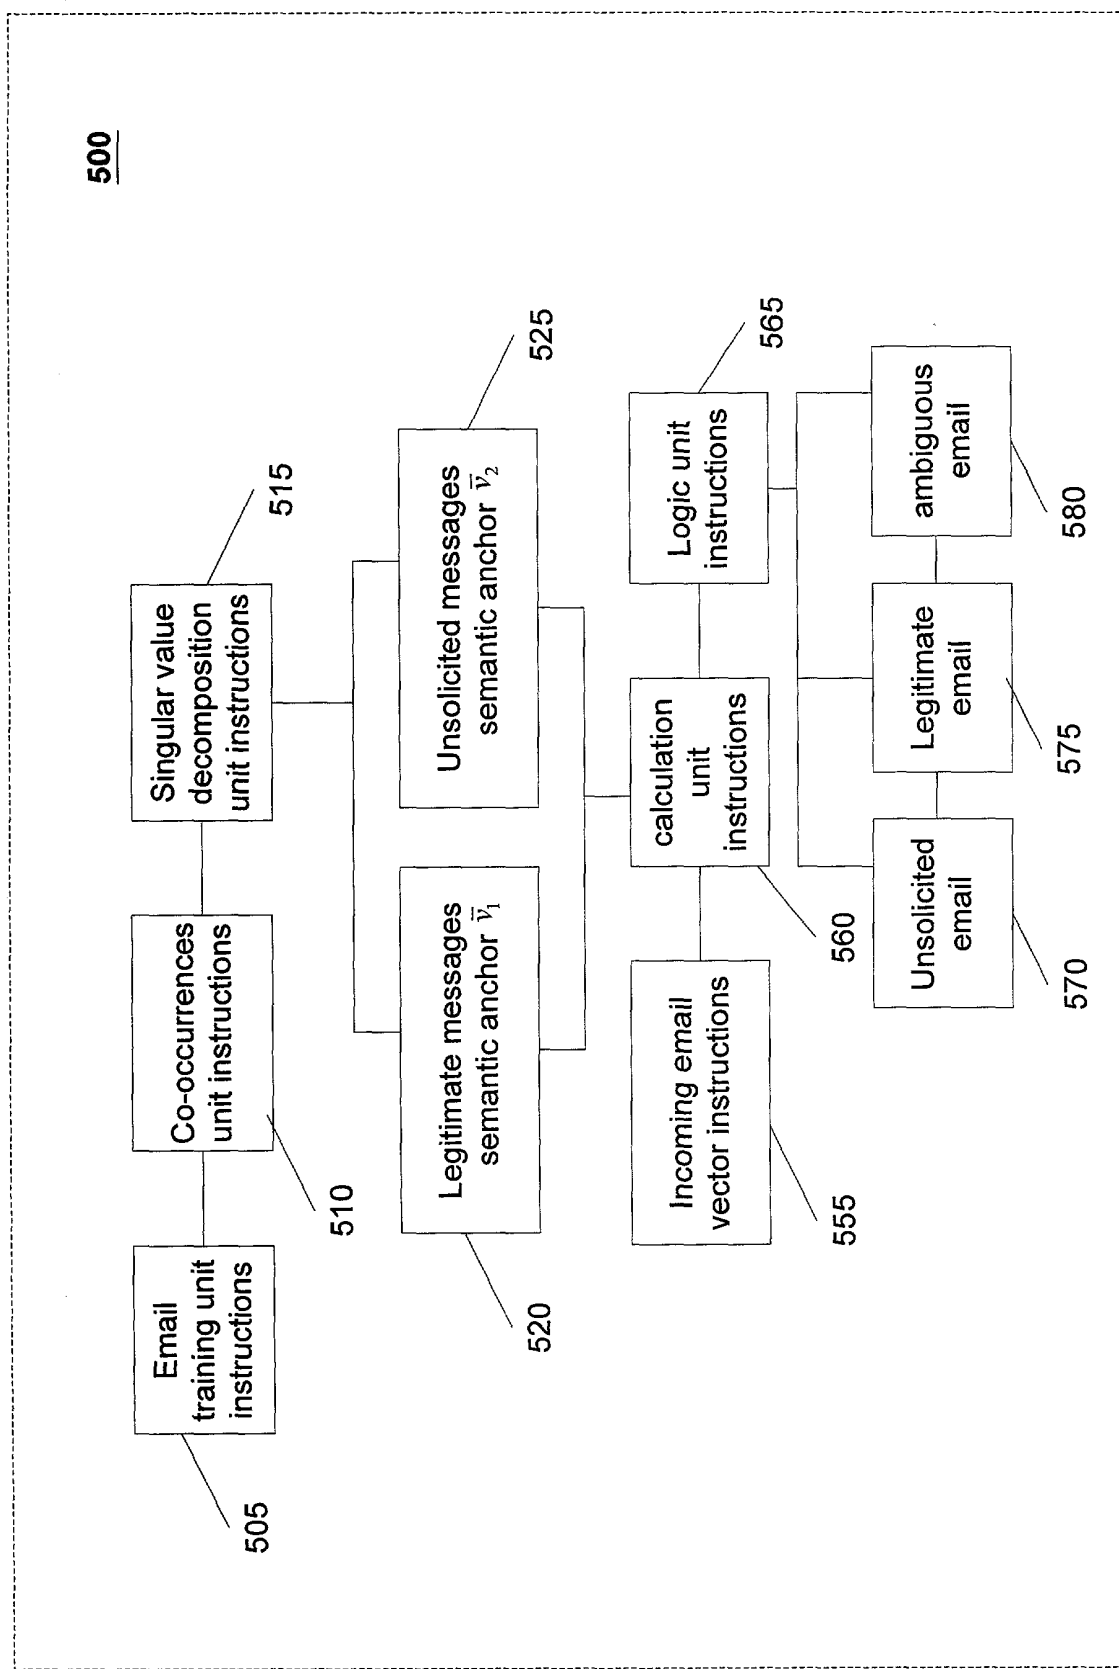 500
Email
training unit
instructions
505
Co-occurrences
unit instructions
510
Singular value
decomposition
unit instructions
515
Legitimate messages
semantic anchor v̄₁
520
Unsolicited messages
semantic anchor v̄₂
525
Incoming email
vector instructions
555
calculation
unit
instructions
560
Logic unit
instructions
565
Unsolicited
email
570
Legitimate
email
575
ambiguous
email
580